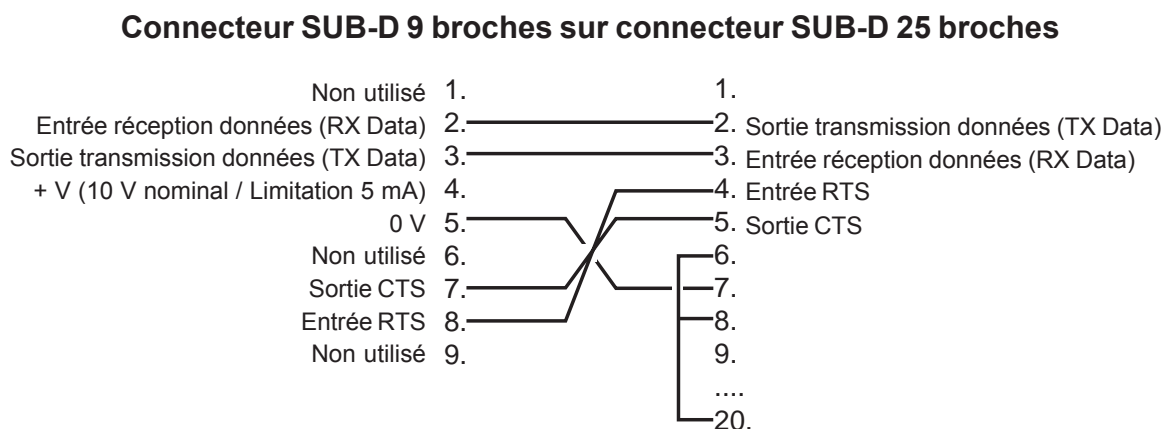 Connecteur SUB-D 9 broches sur connecteur SUB-D 25 broches
Non utilisé 1. 1.
Entrée réception données (RX Data) 2. 2. Sortie transmission données (TX Data)
Sortie transmission données (TX Data) 3. 3. Entrée réception données (RX Data)
+ V (10 V nominal / Limitation 5 mA) 4. 4. Entrée RTS
0 V 5. 5. Sortie CTS
Non utilisé 6. 6.
Sortie CTS 7. 7.
Entrée RTS 8. 8.
Non utilisé 9. 9.
....
20.